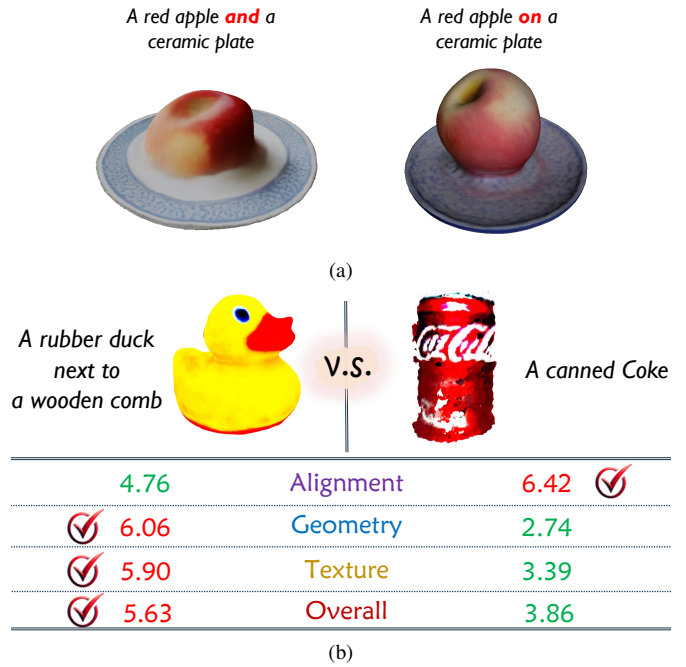 A red apple and a
ceramic plate
A red apple on a
ceramic plate
(a)
A rubber duck
next to
a wooden comb
v.s.
Coca Cola
A canned Coke
4.76 Alignment 6.42
6.06 Geometry 2.74
5.90 Texture 3.39
5.63 Overall 3.86
(b)